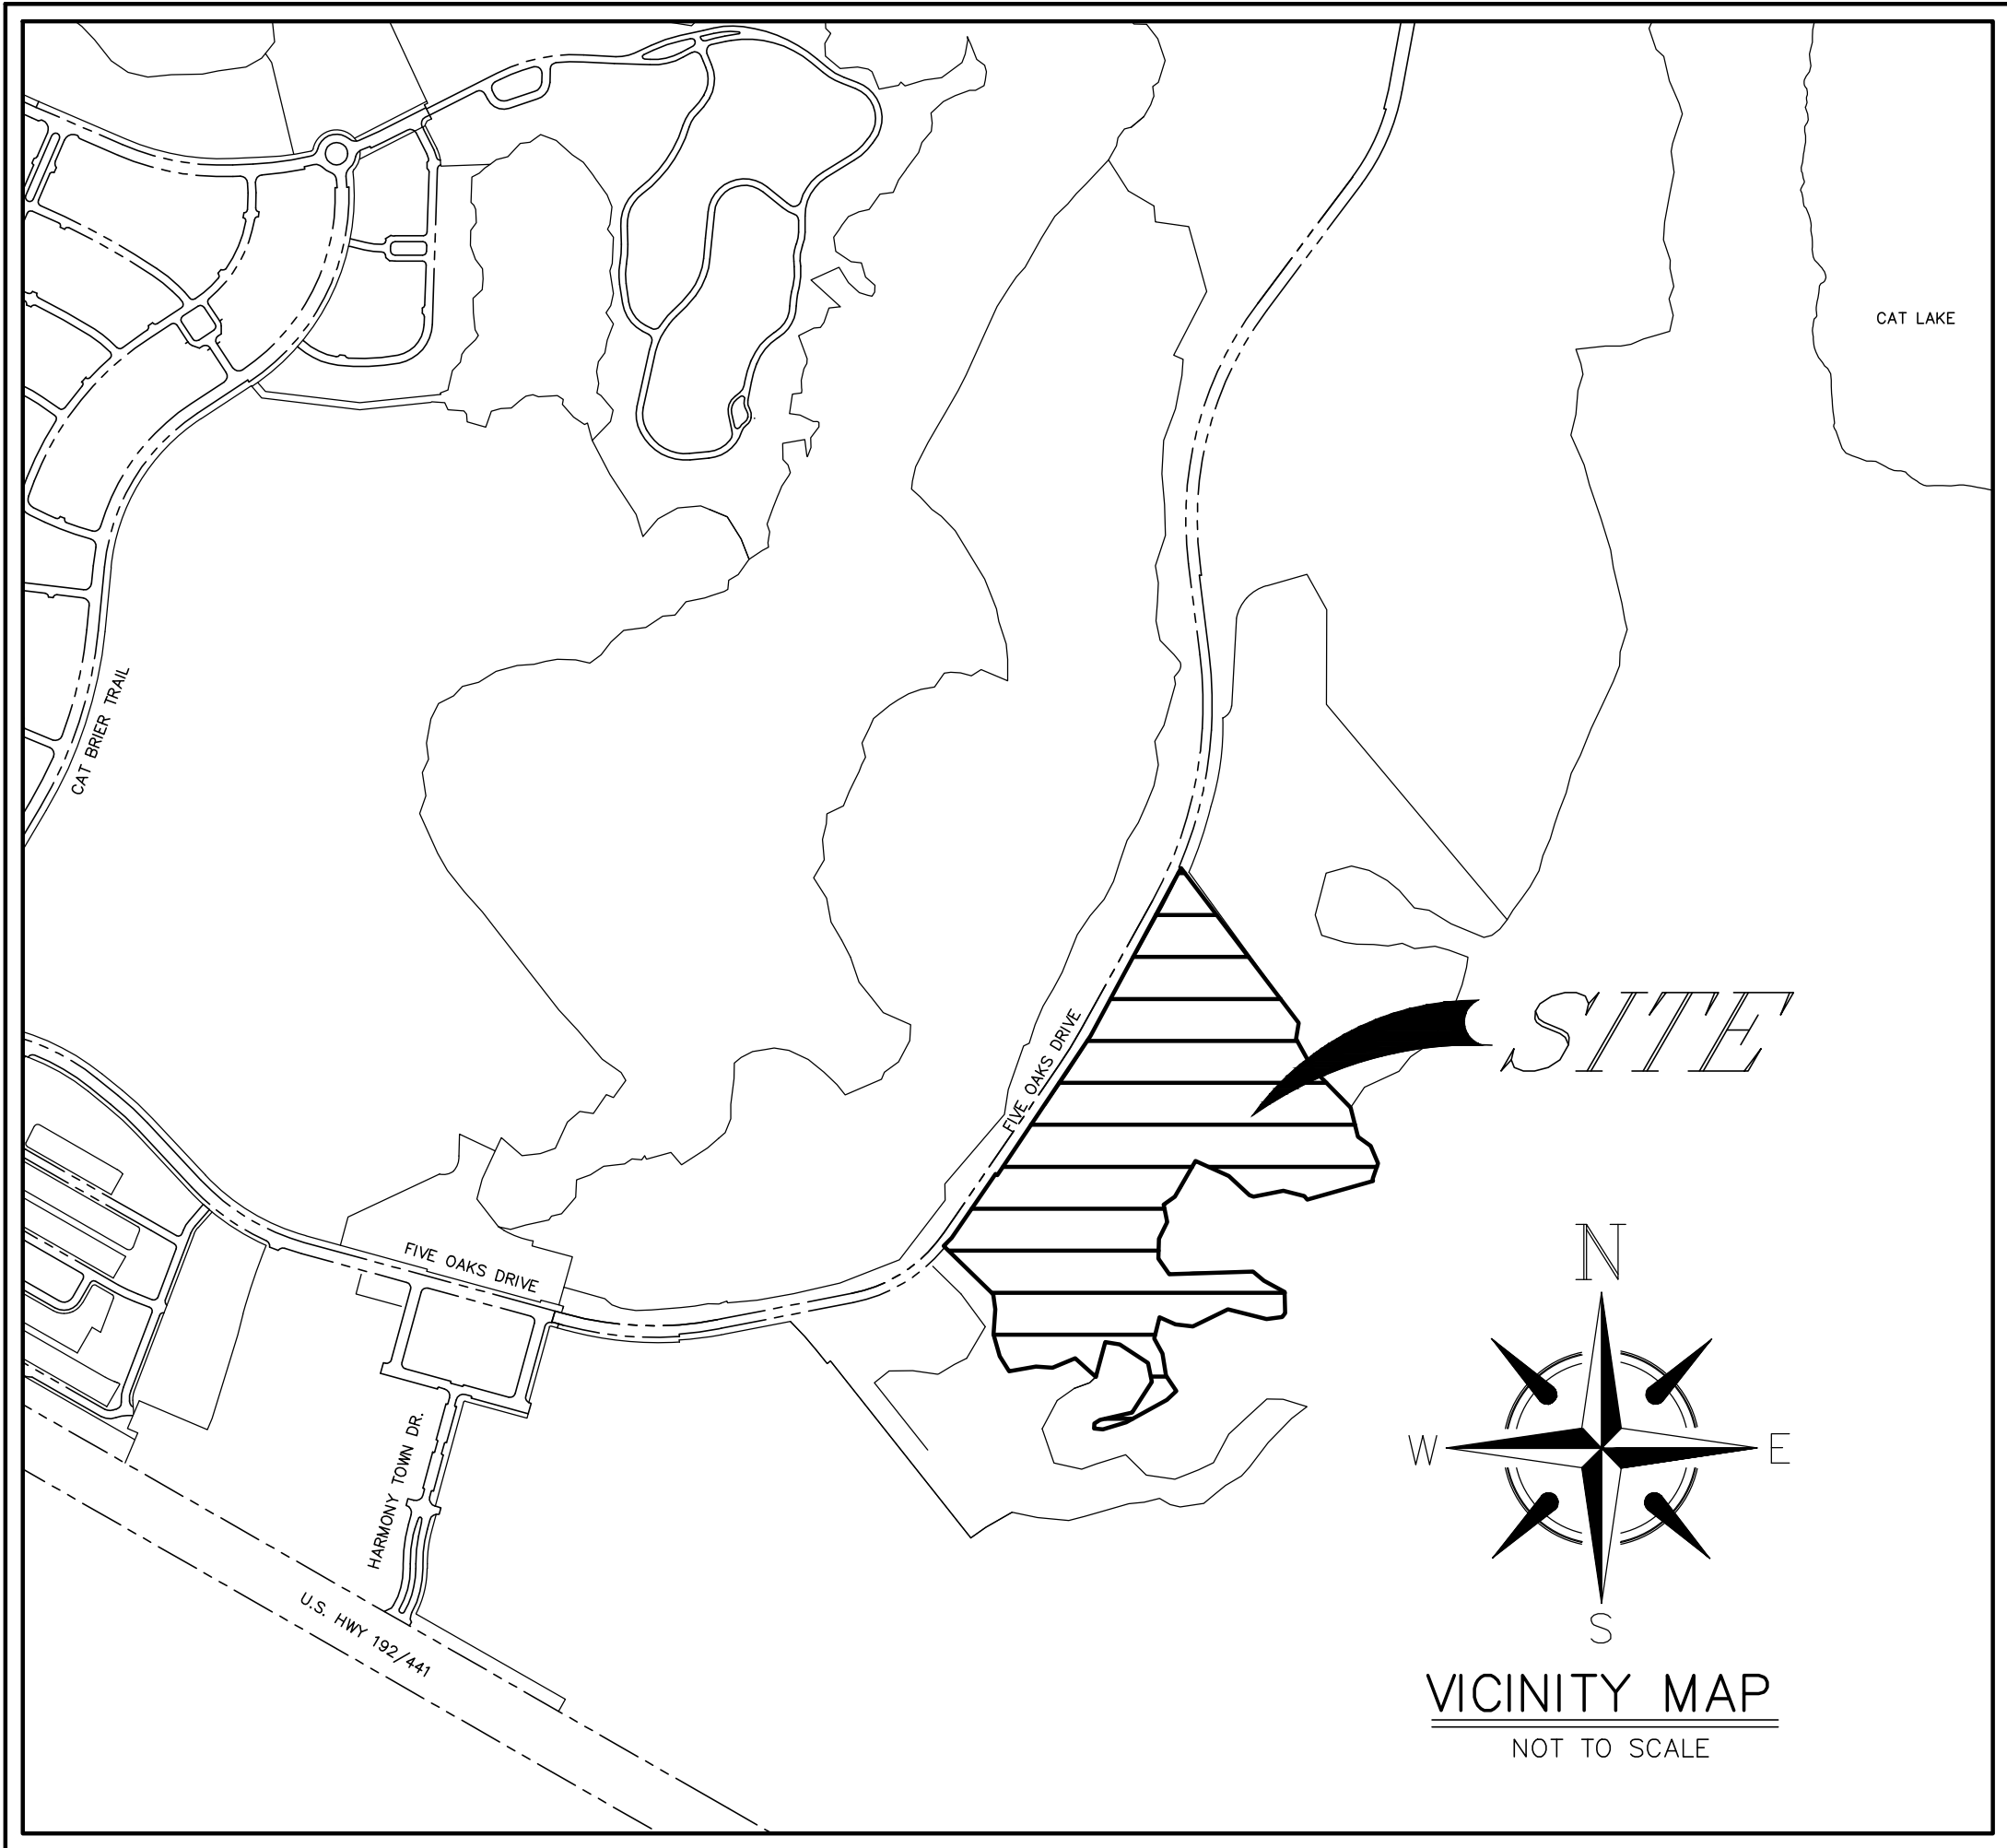 CAT LAKE
CAT BRIER TRAIL
FIVE OAKS DRIVE
SITE
FIVE OAKS DRIVE
HARMONY TOWN DR.
U.S. HWY 192/441
N
W
E
S
VICINITY MAP
NOT TO SCALE